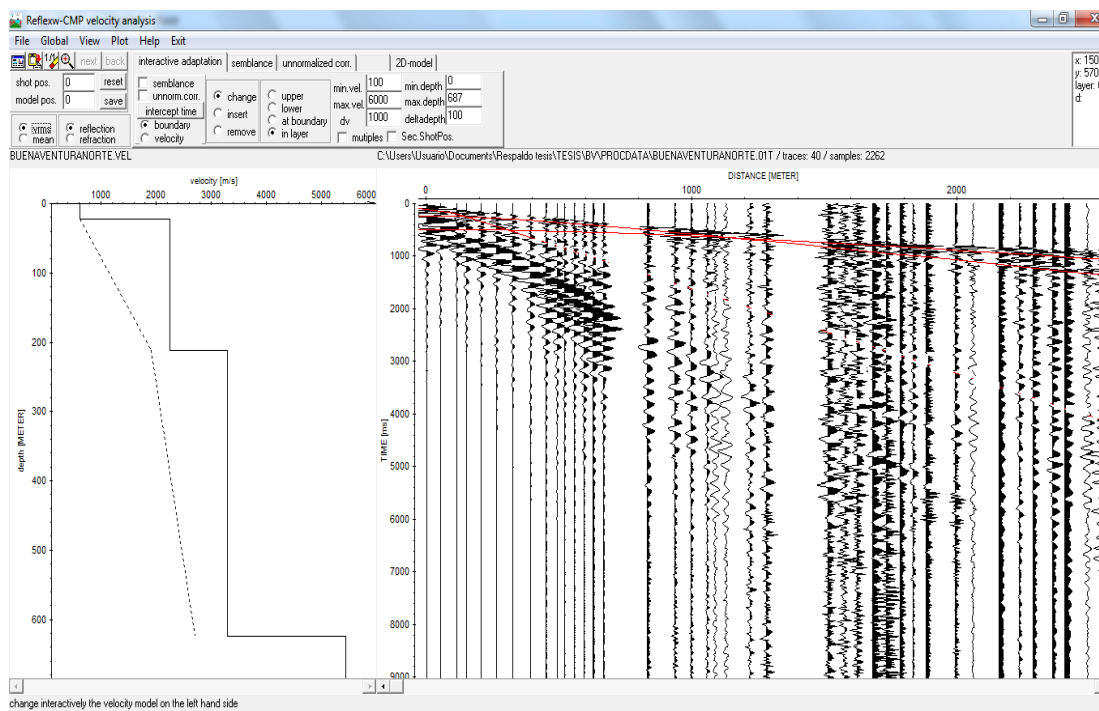 Reflexw-CMP velocity analysis
File Global View Plot Help Exit
next back
interactive adaptation semblance unnormalized corr. 2D-model
shot pos. 0 reset
model pos. 0 save
vrms
mean
reflection
refraction
semblance
unnorm.corr.
intercept time
boundary
velocity
change
insert
remove
upper
lower
at boundary
in layer
min.vel. 100
max.vel. 6000
dv 1000
min.depth 0
max.depth 687
deltadepth 100
mutiples Sec.ShotPos.
x: 150
y: 570
d:
BUENAVENTURANORTE.VEL
C:\Users\Usuario\Documents\Respaldo tesis\TESIS\BV\PROCDATA\BUENAVENTURANORTE.01T / traces: 40 / samples: 2262
velocity [m/s]
1000 2000 3000 4000 5000 6000
depth [METER]
0
100
200
300
400
500
600
DISTANCE [METER]
0 1000 2000
TIME [ms]
0
1000
2000
3000
4000
5000
6000
7000
8000
9000
change interactively the velocity model on the left hand side